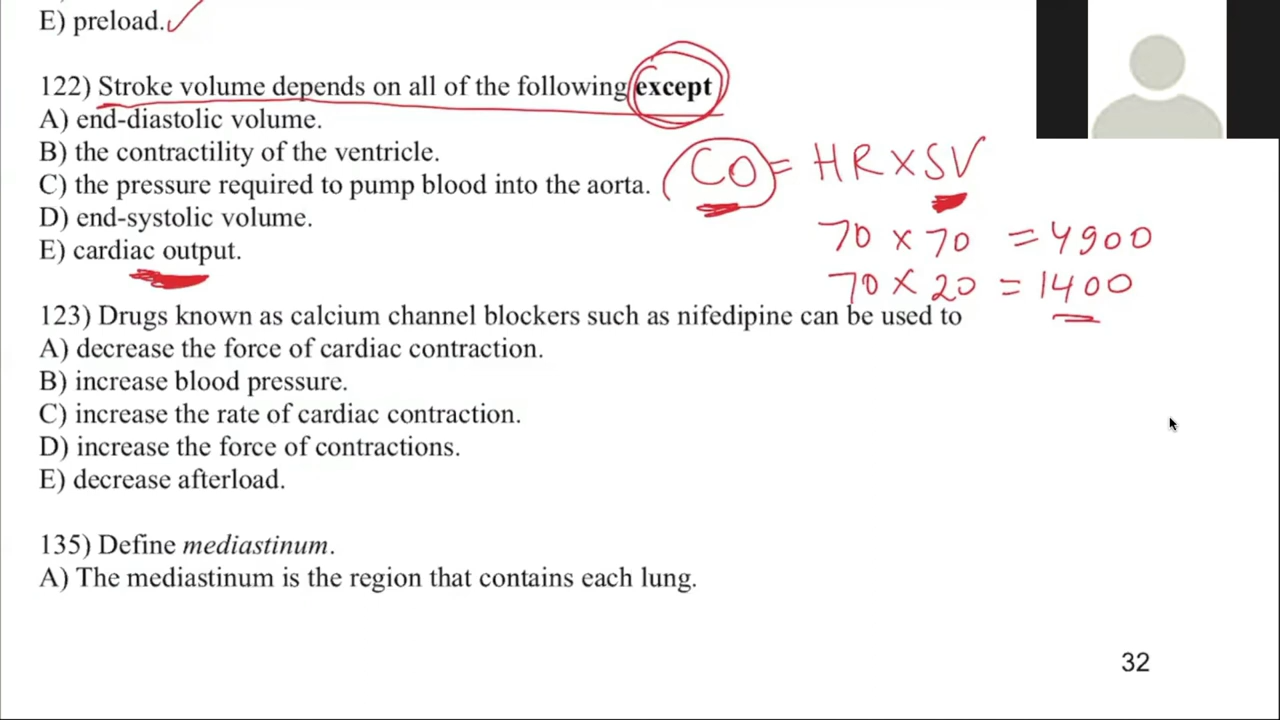 E) preload.
122) Stroke volume depends on all of the following except
A) end-diastolic volume.
B) the contractility of the ventricle.
C) the pressure required to pump blood into the aorta.
D) end-systolic volume.
E) cardiac output.
CO = HR X SV
70 x 70 = 4900
70 x 20 = 1400
123) Drugs known as calcium channel blockers such as nifedipine can be used to
A) decrease the force of cardiac contraction.
B) increase blood pressure.
C) increase the rate of cardiac contraction.
D) increase the force of contractions.
E) decrease afterload.
135) Define mediastinum.
A) The mediastinum is the region that contains each lung.
32